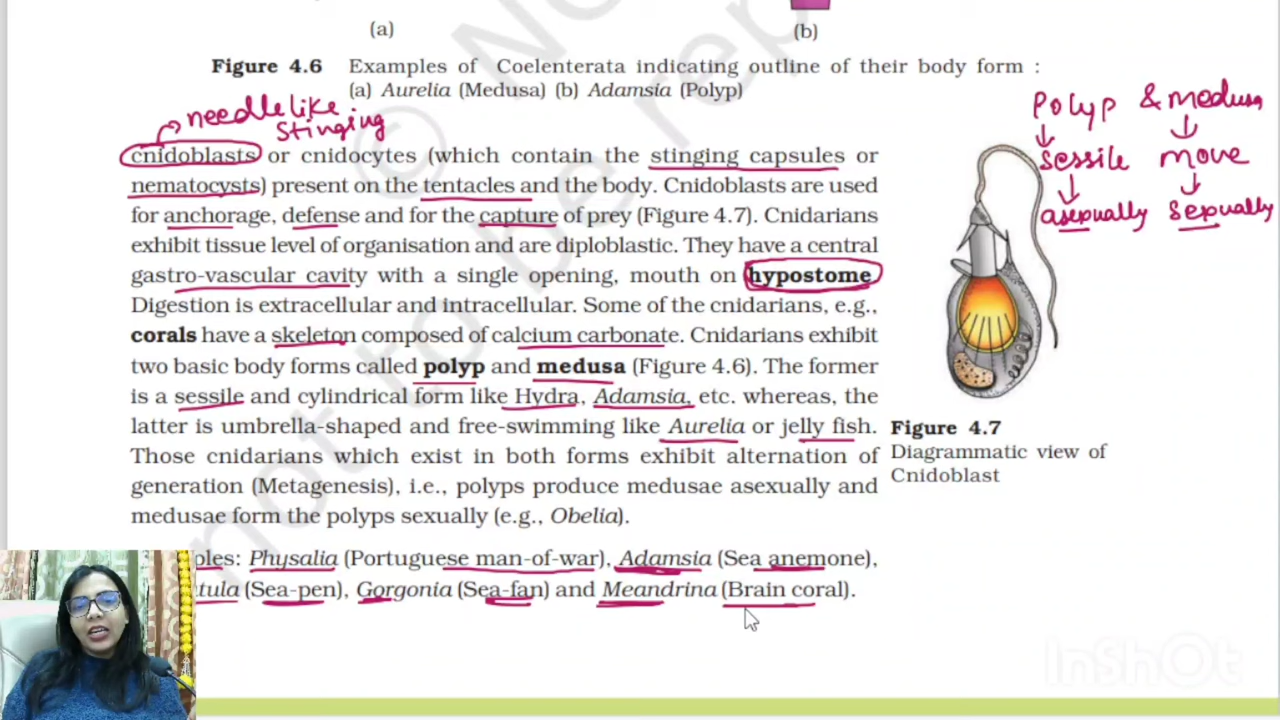 (a)
(b)
Figure 4.6 Examples of Coelenterata indicating outline of their body form :
(a) Aurelia (Medusa) (b) Adamsia (Polyp)
needle like
Stinging
Polyp & medusa
sessile move
asexually Sexually
cnidoblasts or cnidocytes (which contain the stinging capsules or
nematocysts) present on the tentacles and the body. Cnidoblasts are used
for anchorage, defense and for the capture of prey (Figure 4.7). Cnidarians
exhibit tissue level of organisation and are diploblastic. They have a central
gastro-vascular cavity with a single opening, mouth on hypostome
Digestion is extracellular and intracellular. Some of the cnidarians, e.g.,
corals have a skeleton composed of calcium carbonate. Cnidarians exhibit
two basic body forms called polyp and medusa (Figure 4.6). The former
is a sessile and cylindrical form like Hydra, Adamsia, etc. whereas, the
latter is umbrella-shaped and free-swimming like Aurelia or jelly fish.
Those cnidarians which exist in both forms exhibit alternation of
generation (Metagenesis), i.e., polyps produce medusae asexually and
medusae form the polyps sexually (e.g., Obelia).
Figure 4.7
Diagrammatic view of
Cnidoblast
ples: Physalia (Portuguese man-of-war), Adamsia (Sea anemone),
tula (Sea-pen), Gorgonia (Sea-fan) and Meandrina (Brain coral).
InShOt